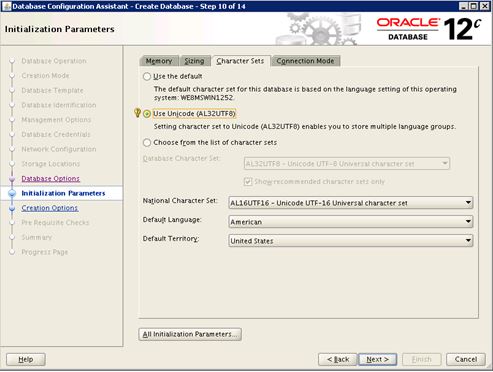 Database Configuration Assistant - Create Database - Step 10 of 14
Initialization Parameters
ORACLE
DATABASE 12c
Database Operation
Creation Mode
Database Template
Database Identification
Management Options
Database Credentials
Network Configuration
Storage Locations
Database Options
Initialization Parameters
Creation Options
Pre Requisite Checks
Summary
Progress Page
Memory Sizing Character Sets Connection Mode
Use the default
The default character set for this database is based on the language setting of this operating
system: WE8MSWIN1252.
Use Unicode (AL32UTF8)
Setting character set to Unicode (AL32UTF8) enables you to store multiple language groups.
Choose from the list of character sets
Database Character Set: AL32UTF8 - Unicode UTF-8 Universal character set
Show recommended character sets only
National Character Set: AL16UTF16 - Unicode UTF-16 Universal character set
Default Language: American
Default Territory: United States
All Initialization Parameters...
Help < Back Next > Finish Cancel